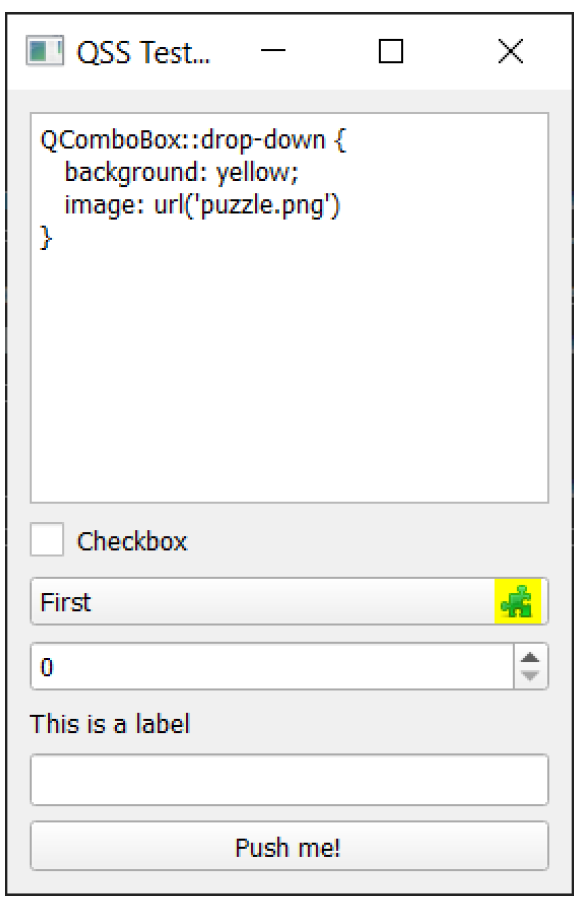 QSS Test...
QComboBox::drop-down {
   background: yellow;
   image: url('puzzle.png')
}
Checkbox
First
0
This is a label
Push me!